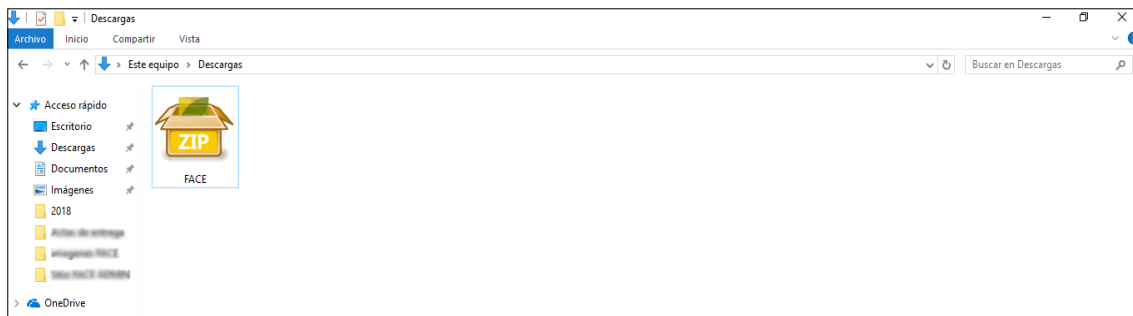 Descargas
Archivo Inicio Compartir Vista
Este equipo > Descargas
Buscar en Descargas
Acceso rápido
Escritorio
Descargas
Documentos
Imágenes
2018
OneDrive
ZIP
FACE